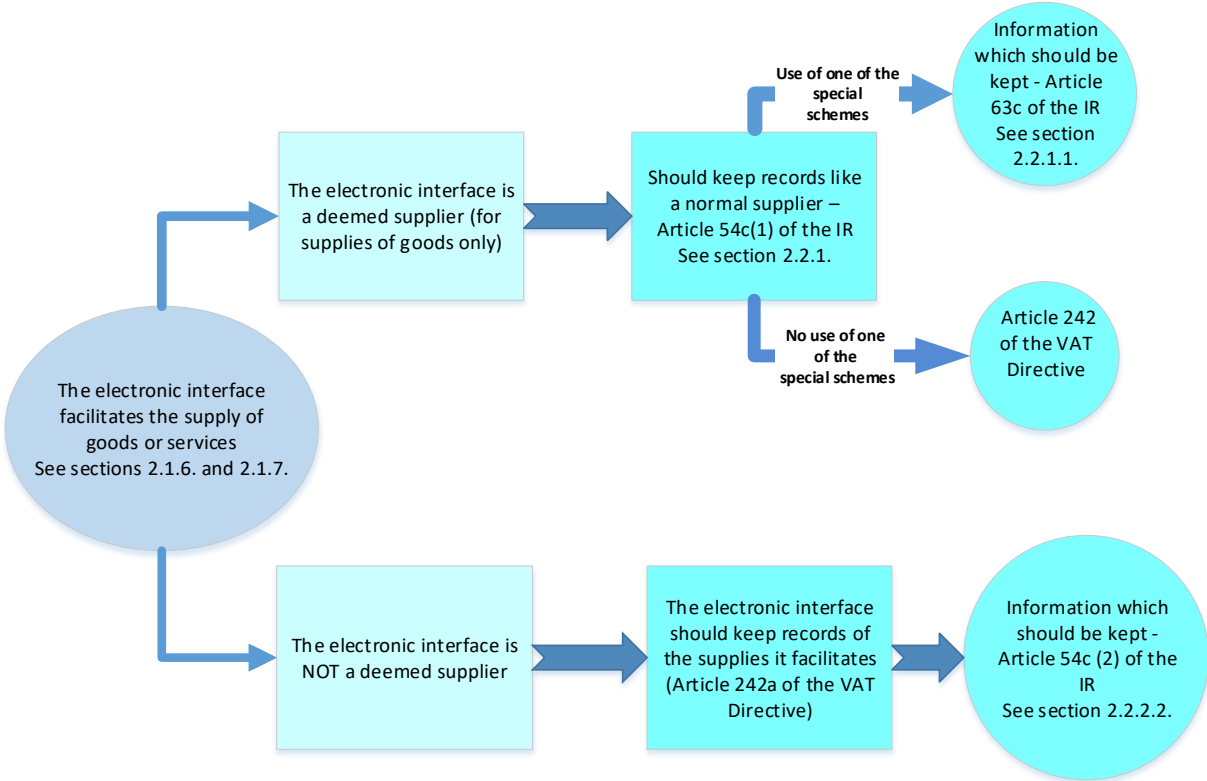 Information
which should be
kept - Article
63c of the IR
See section
2.2.1.1.
Use of one of the
special
schemes
The electronic interface is
a deemed supplier (for
supplies of goods only)
Should keep records like
a normal supplier –
Article 54c(1) of the IR
See section 2.2.1.
No use of one
of the
special schemes
Article 242
of the VAT
Directive
The electronic interface
facilitates the supply of
goods or services
See sections 2.1.6. and 2.1.7.
The electronic interface is
NOT a deemed supplier
The electronic interface
should keep records of
the supplies it facilitates
(Article 242a of the VAT
Directive)
Information which
should be kept -
Article 54c (2) of the
IR
See section 2.2.2.2.